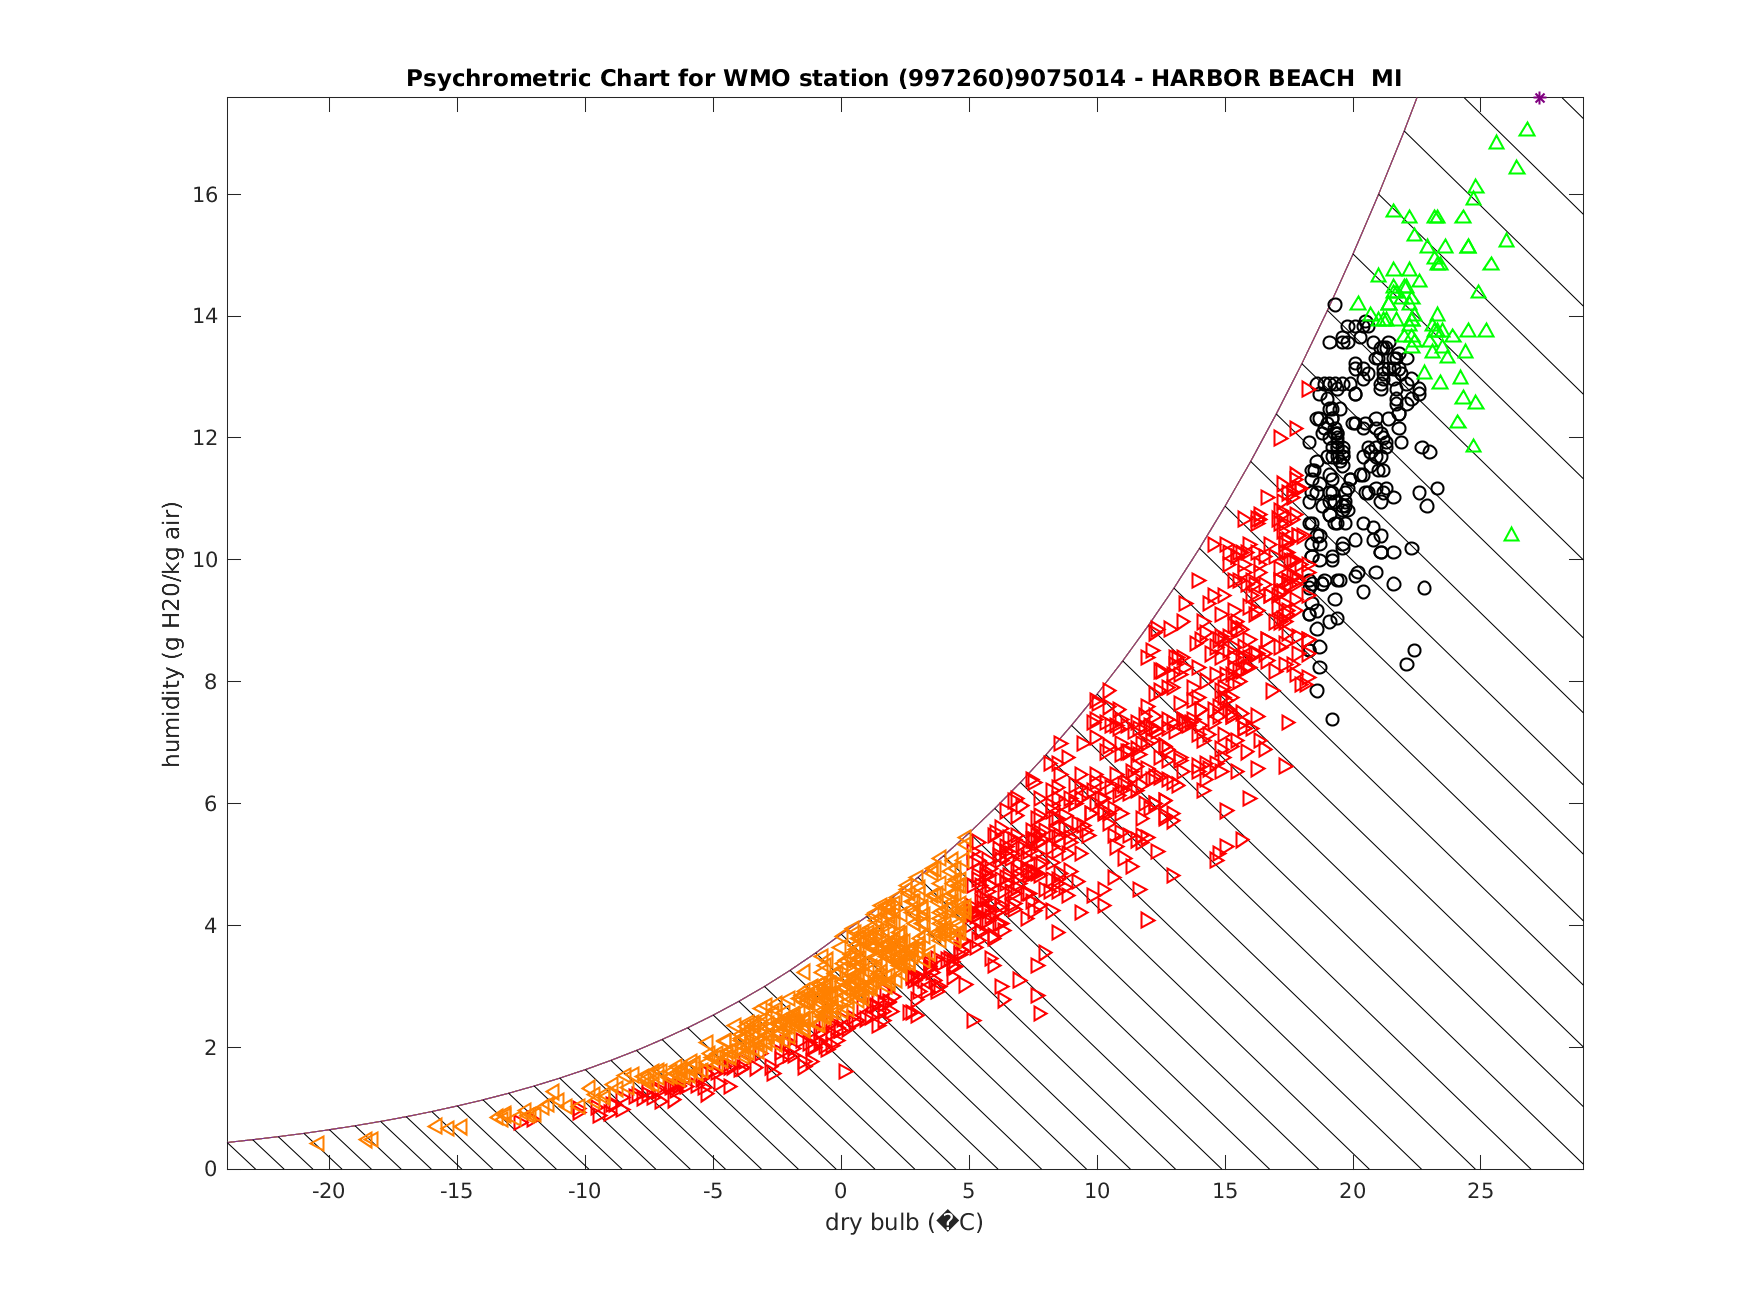 Psychrometric Chart for WMO station (997260)9075014 - HARBOR BEACH  MI
16
14
12
10
8
6
4
2
0
humidity (g H20/kg air)
-20 -15 -10 -5 0 5 10 15 20 25
dry bulb (�C)